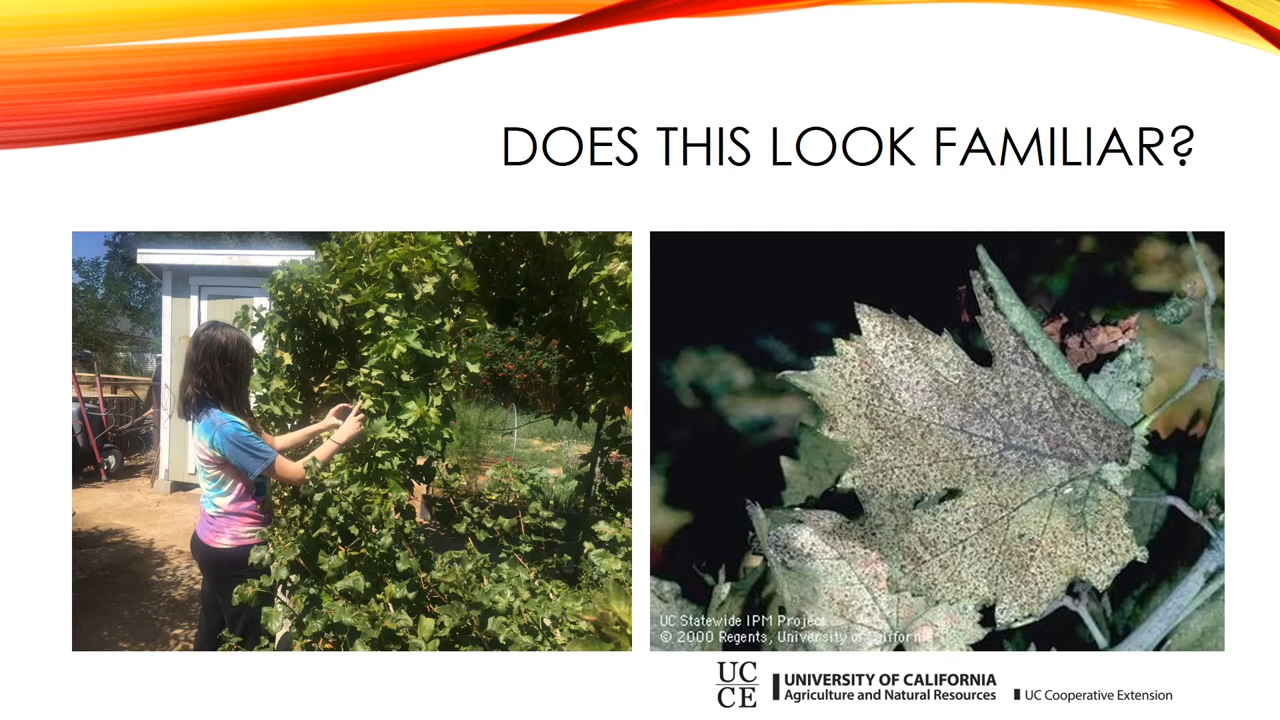 DOES THIS LOOK FAMILIAR?
UC Statewide IPM Project
© 2000 Regents, University of California
UC
CE
UNIVERSITY OF CALIFORNIA
Agriculture and Natural Resources
UC Cooperative Extension